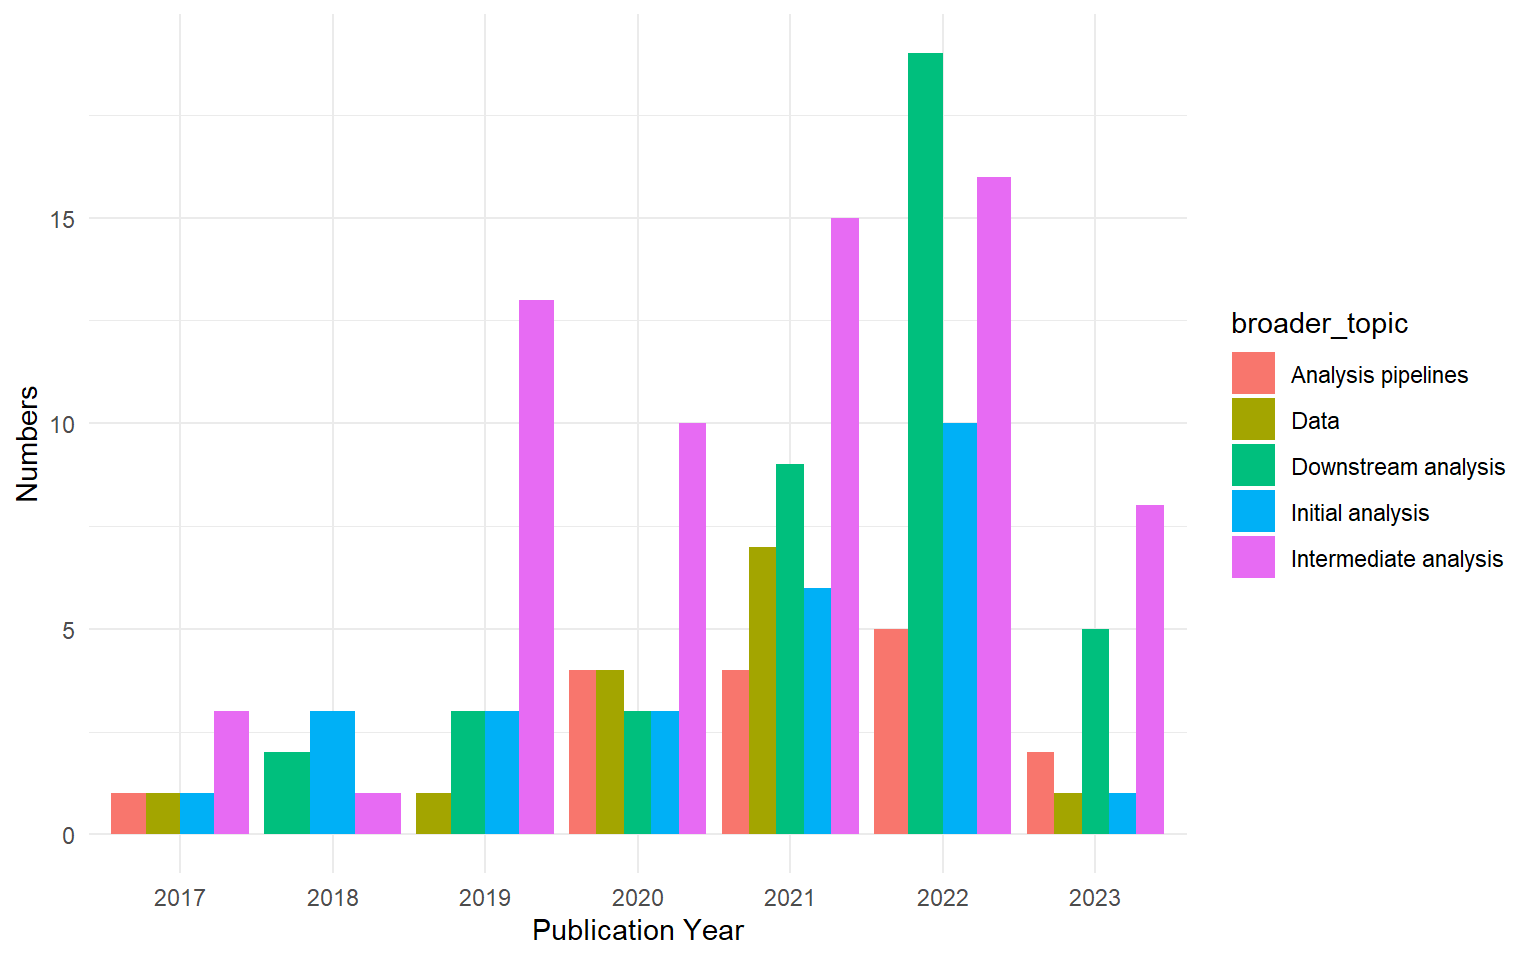 15
10
5
0
Numbers
2017 2018 2019 2020 2021 2022 2023
Publication Year
broader_topic
Analysis pipelines
Data
Downstream analysis
Initial analysis
Intermediate analysis